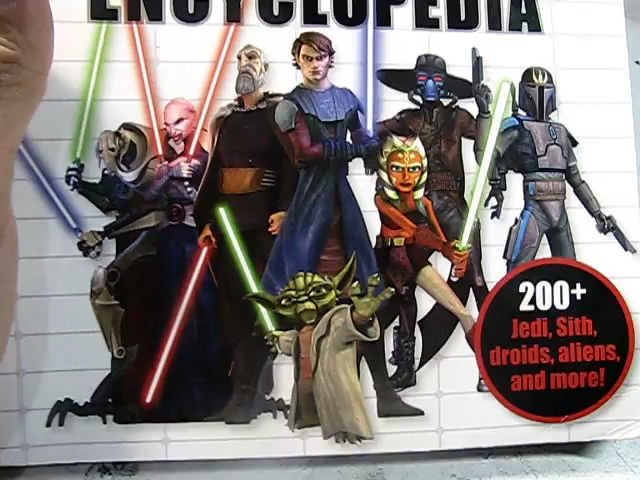 ENCYCLOPEDIA
200+
Jedi, Sith,
droids, aliens,
and more!